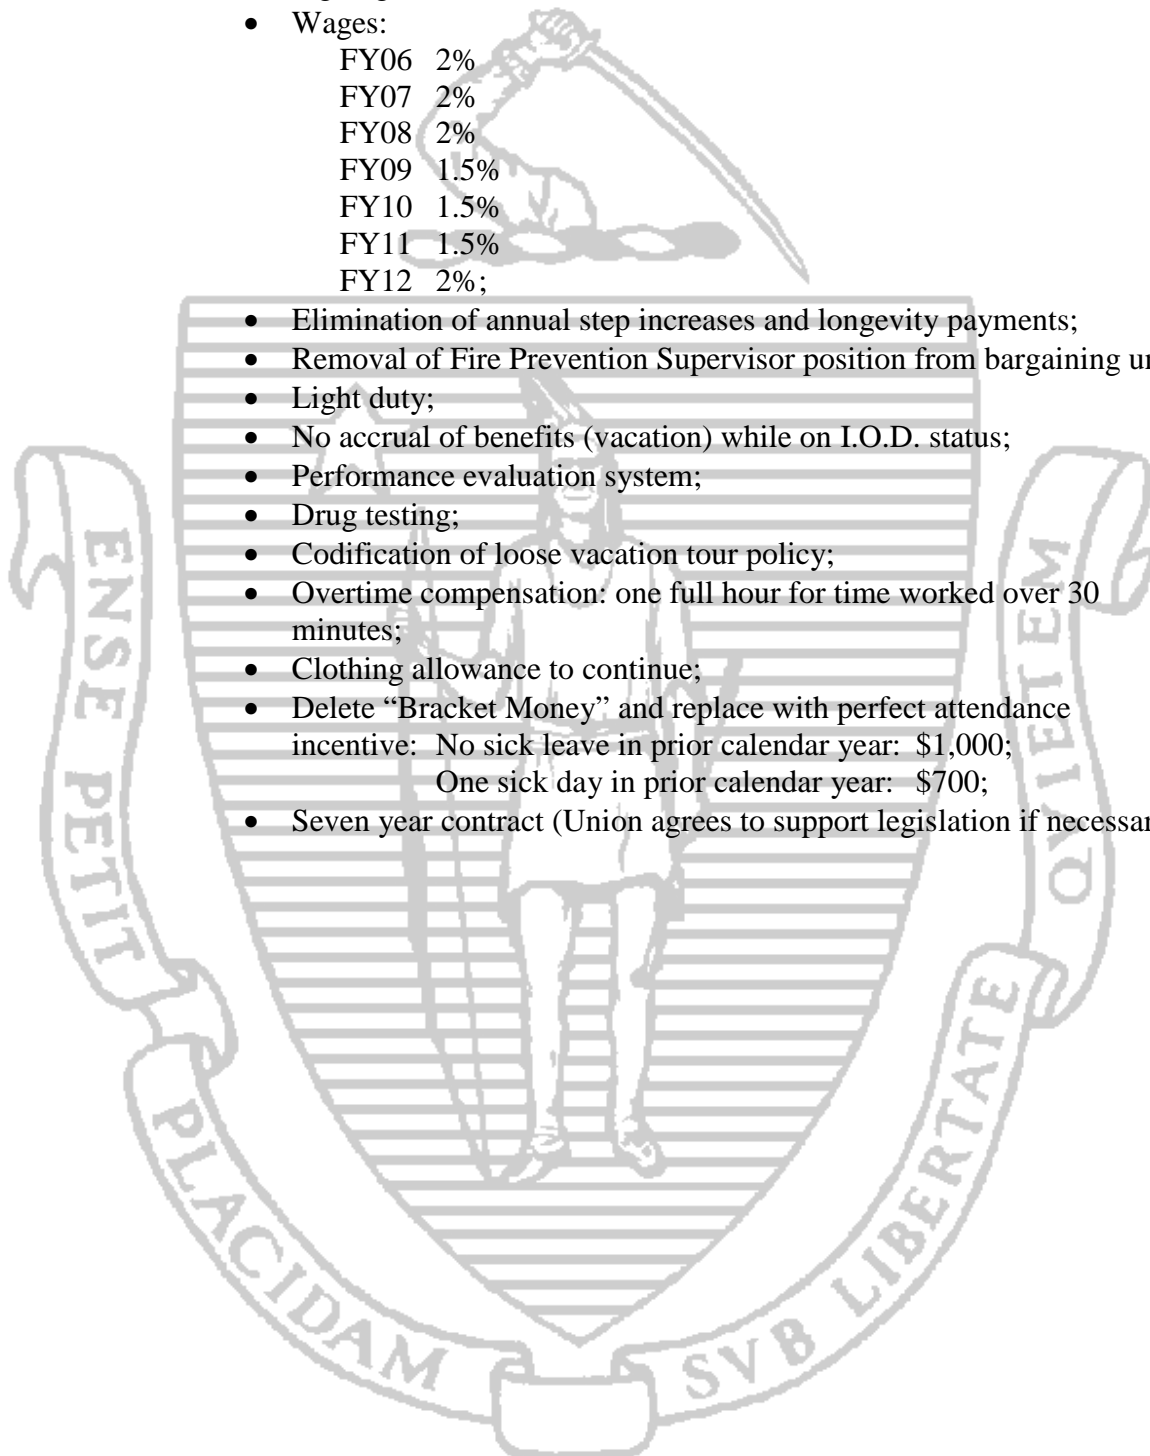 • Wages:
FY06 2%
FY07 2%
FY08 2%
FY09 1.5%
FY10 1.5%
FY11 1.5%
FY12 2%;
• Elimination of annual step increases and longevity payments;
• Removal of Fire Prevention Supervisor position from bargaining
• Light duty;
• No accrual of benefits (vacation) while on I.O.D. status;
• Performance evaluation system;
• Drug testing;
• Codification of loose vacation tour policy;
• Overtime compensation: one full hour for time worked over 30
minutes;
• Clothing allowance to continue;
• Delete “Bracket Money” and replace with perfect attendance
incentive: No sick leave in prior calendar year: $1,000;
One sick day in prior calendar year: $700;
• Seven year contract (Union agrees to support legislation if
ENSE PETIT PLACIDAM SVB LIBERTATE QVIETEM